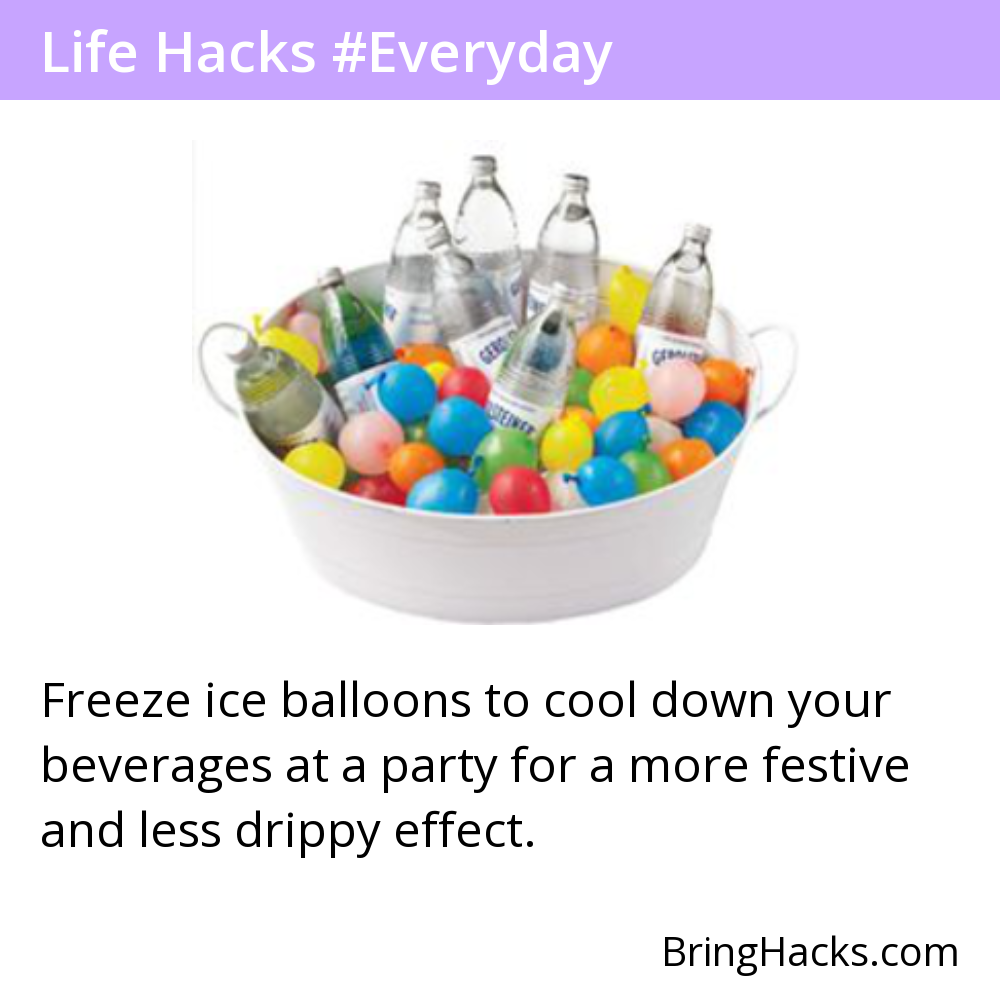 Life Hacks #Everyday
GEROLSTEINER
Freeze ice balloons to cool down your
beverages at a party for a more festive
and less drippy effect.
BringHacks.com